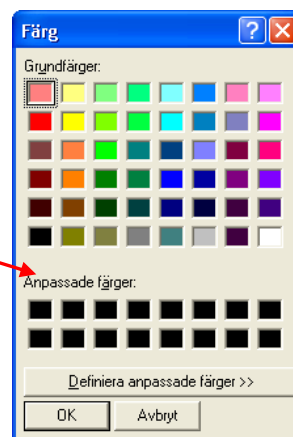 Färg
Grundfärger:
Anpassade färger:
Definiera anpassade färger >>
OK Avbryt